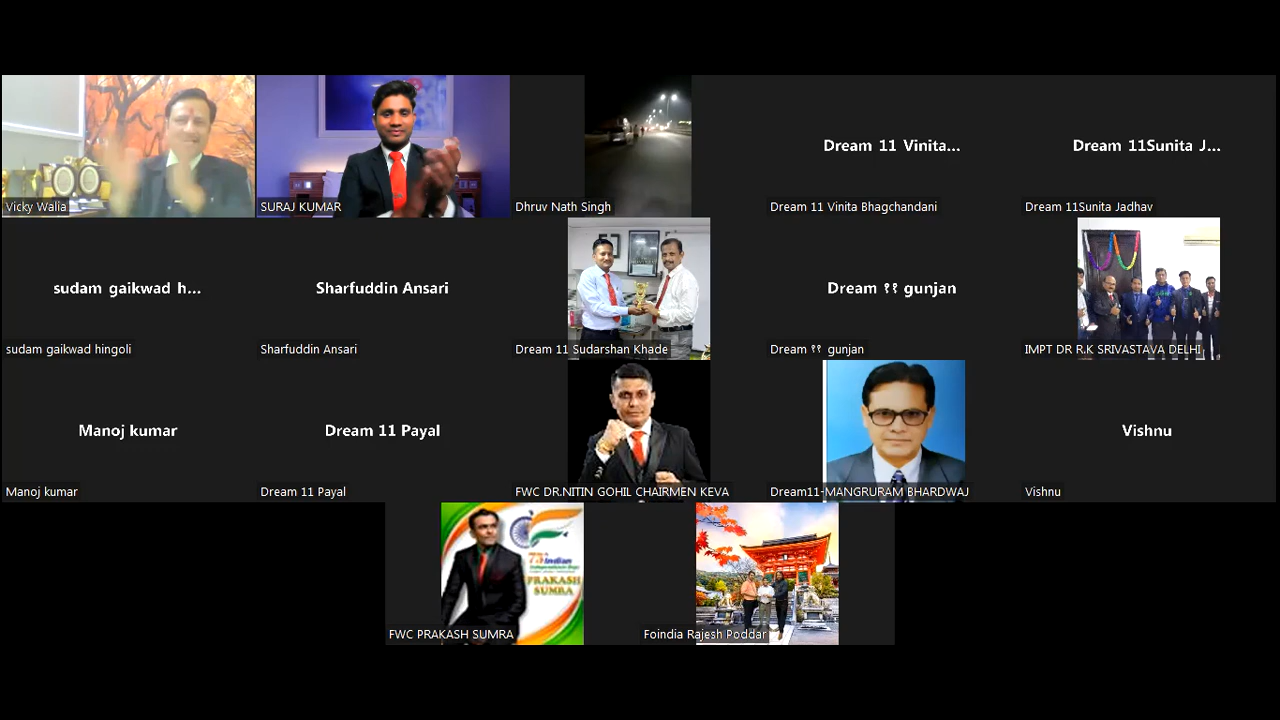 Vicky Walia
SURAJ KUMAR
Dhruv Nath Singh
Dream 11 Vinita...
Dream 11 Vinita Bhagchandani
Dream 11Sunita J...
Dream 11Sunita Jadhav
sudam gaikwad h...
sudam gaikwad hingoli
Sharfuddin Ansari
Sharfuddin Ansari
Dream 11 Sudarshan Khade
Dream १९ gunjan
Dream १९ gunjan
IMPT DR R.K SRIVASTAVA DELHI
Manoj kumar
Manoj kumar
Dream 11 Payal
Dream 11 Payal
FWC DR.NITIN GOHIL CHAIRMEN KEVA
Dream11-MANGRURAM BHARDWAJ
Vishnu
Vishnu
Indian
PRAKASH
SUMRA
FWC PRAKASH SUMRA
Foindia Rajesh Poddar